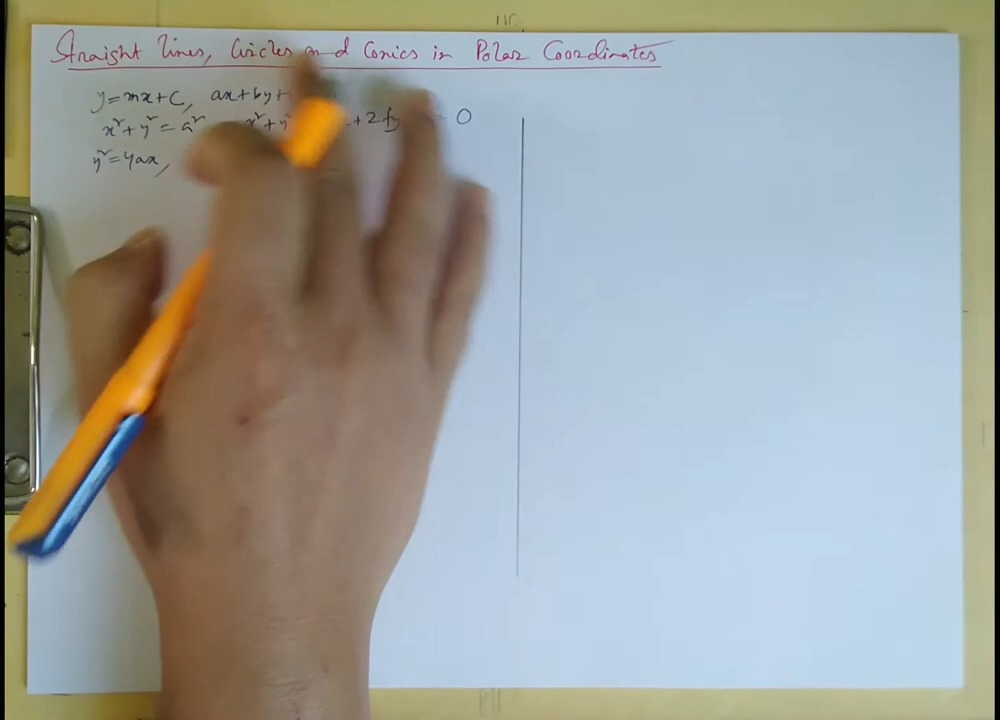 Straight lines, Circles and Conics in Polar Coordinates
y=mx+c, ax+by+
x²+y²=a² x²+y² +2fy = 0
y²=4ax,